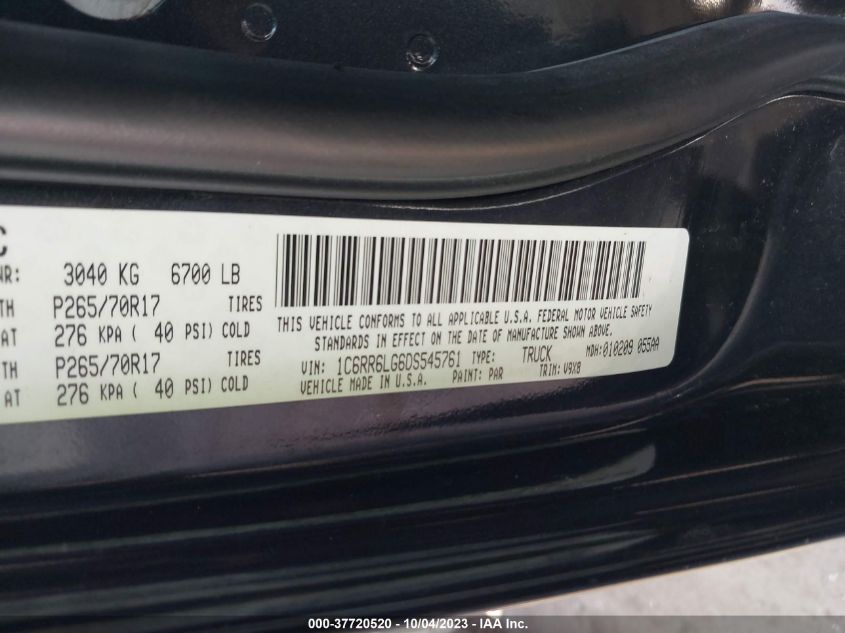 C
WR: 3040 KG 6700 LB
TH P265/70R17 TIRES
AT 276 KPA ( 40 PSI) COLD
TH P265/70R17 TIRES
AT 276 KPA ( 40 PSI) COLD
THIS VEHICLE CONFORMS TO ALL APPLICABLE U.S.A. FEDERAL MOTOR VEHICLE SAFETY
STANDARDS IN EFFECT ON THE DATE OF MANUFACTURE SHOWN ABOVE.
VIN: 1C6RR6LG6DS545761 TYPE: TRUCK MDH: 010209 055AA
VEHICLE MADE IN U.S.A. PAINT: PAR TRIM: V9X8
000-37720520 - 10/04/2023 - IAA Inc.